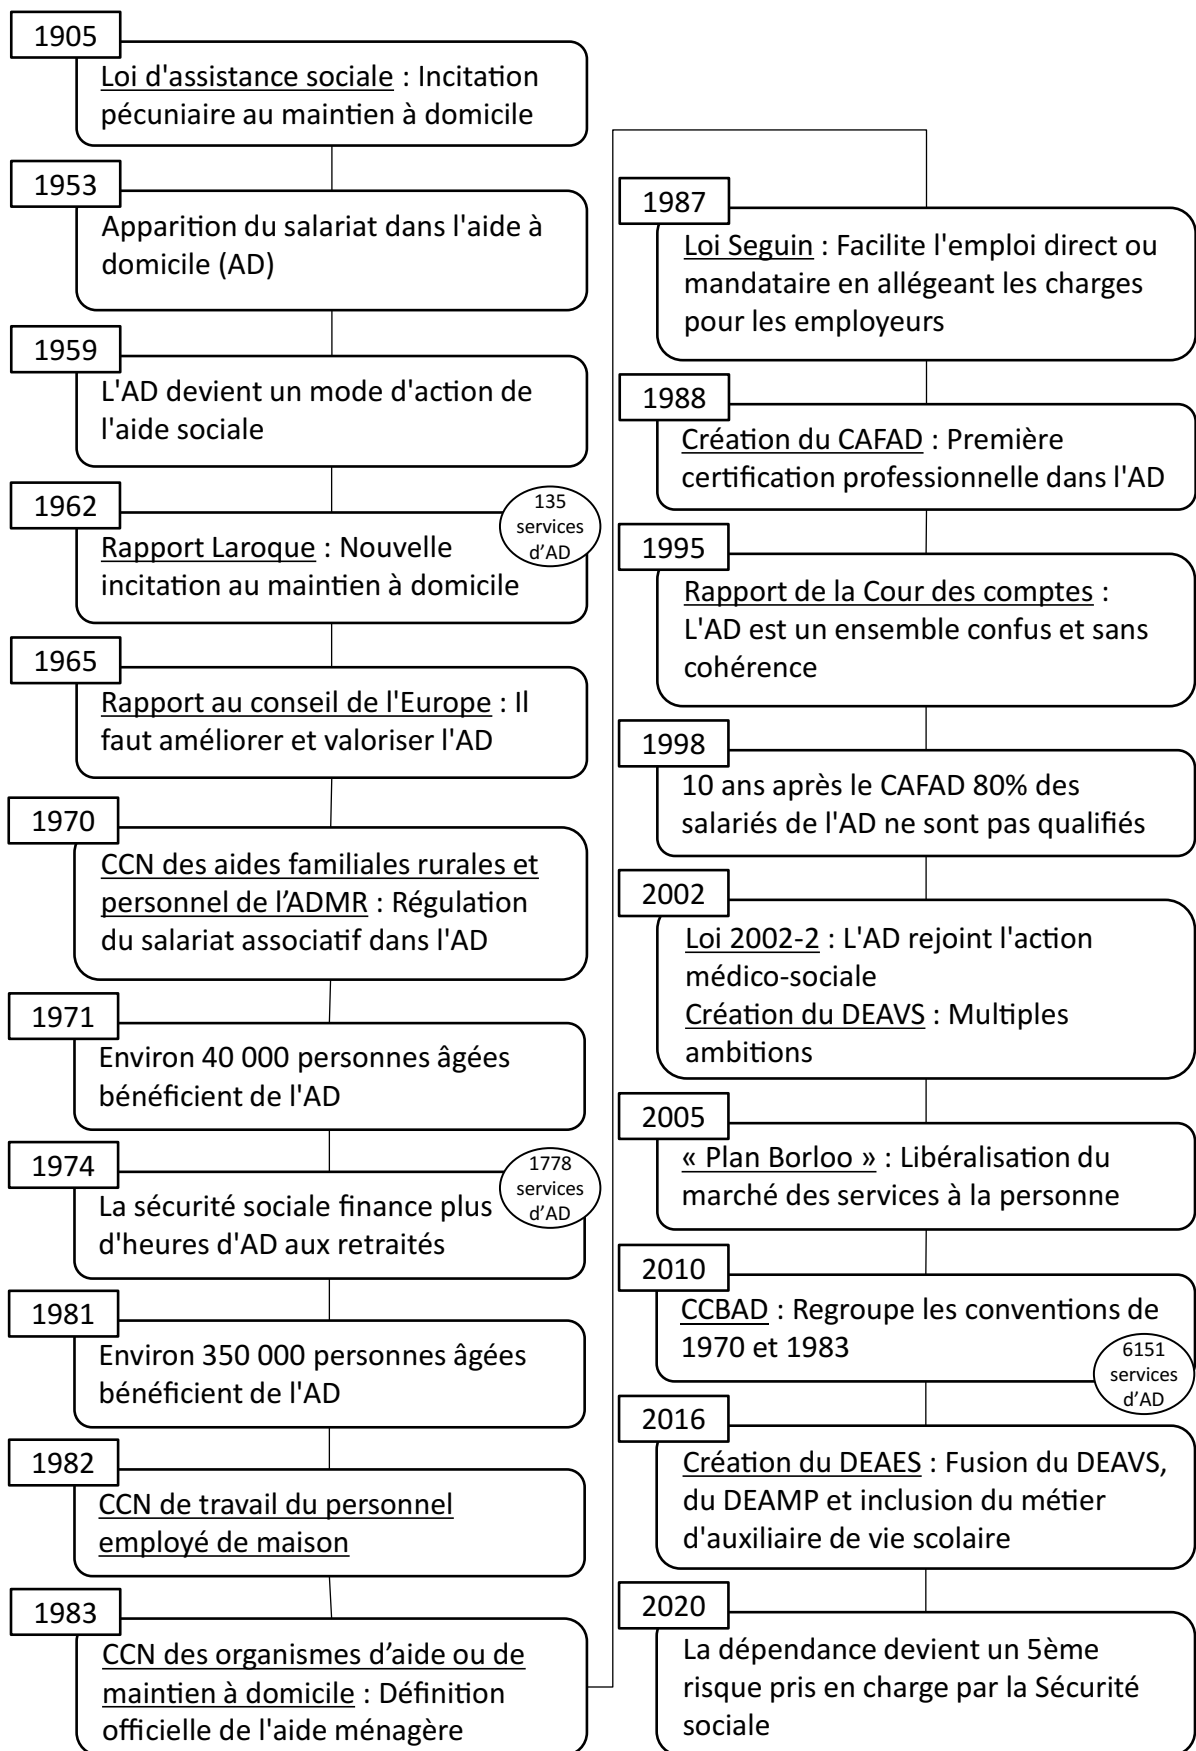 1905
Loi d'assistance sociale : Incitation
pécuniaire au maintien à domicile
1953
Apparition du salariat dans l'aide à
domicile (AD)
1959
L'AD devient un mode d'action de
l'aide sociale
1962
135
services
d’AD
Rapport Laroque : Nouvelle
incitation au maintien à domicile
1965
Rapport au conseil de l'Europe : Il
faut améliorer et valoriser l'AD
1970
CCN des aides familiales rurales et
personnel de l’ADMR : Régulation
du salariat associatif dans l'AD
1971
Environ 40 000 personnes âgées
bénéficient de l'AD
1974
1778
services
d’AD
La sécurité sociale finance plus
d'heures d'AD aux retraités
1981
Environ 350 000 personnes âgées
bénéficient de l'AD
1982
CCN de travail du personnel
employé de maison
1983
CCN des organismes d’aide ou de
maintien à domicile : Définition
officielle de l'aide ménagère
1987
Loi Seguin : Facilite l'emploi direct ou
mandataire en allégeant les charges
pour les employeurs
1988
Création du CAFAD : Première
certification professionnelle dans l'AD
1995
Rapport de la Cour des comptes :
L'AD est un ensemble confus et sans
cohérence
1998
10 ans après le CAFAD 80% des
salariés de l'AD ne sont pas qualifiés
2002
Loi 2002-2 : L'AD rejoint l'action
médico-sociale
Création du DEAVS : Multiples
ambitions
2005
« Plan Borloo » : Libéralisation du
marché des services à la personne
2010
CCBAD : Regroupe les conventions de
1970 et 1983
6151
services
d’AD
2016
Création du DEAES : Fusion du DEAVS,
du DEAMP et inclusion du métier
d'auxiliaire de vie scolaire
2020
La dépendance devient un 5ème
risque pris en charge par la Sécurité
sociale